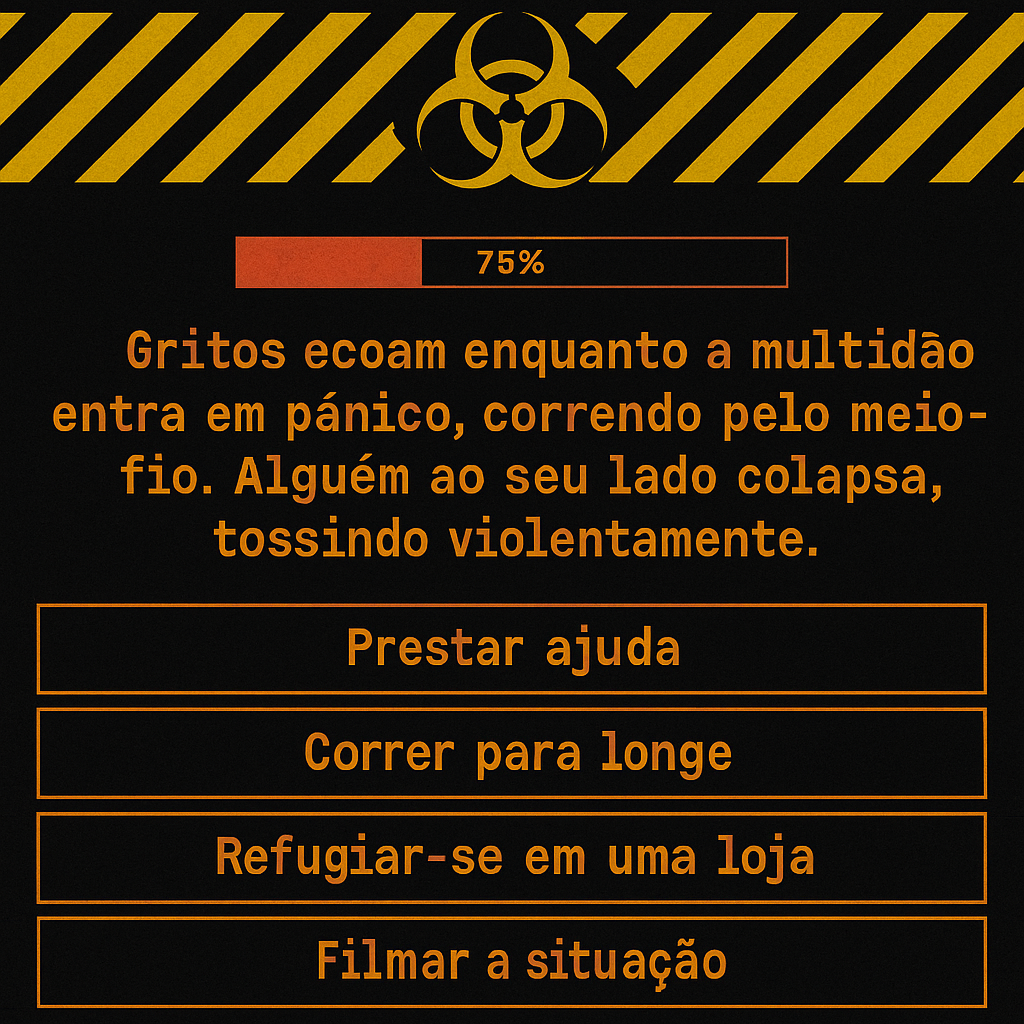 75%
Gritos ecoam enquanto a multidão
entra em pánico, correndo pelo meio-
fio. Alguém ao seu lado colapsa,
tossindo violentamente.
Prestar ajuda
Correr para longe
Refugiar-se em uma loja
Filmar a situação